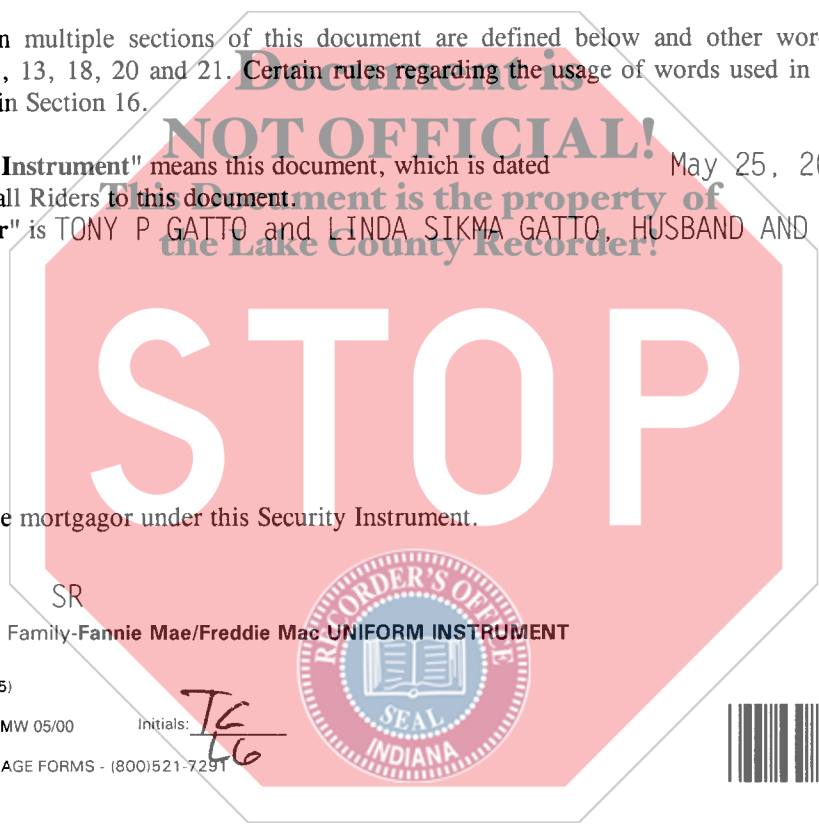 n multiple sections of this document are defined below and other wor
, 13, 18, 20 and 21. Certain rules regarding the usage of words used in
in Section 16.
Document is
NOT OFFICIAL!
Instrument" means this document, which is dated May 25, 20
all Riders to this document.
This Document is the property of
r" is TONY P GATTO and LINDA SIKMA GATTO, HUSBAND AND
the Lake County Recorder!
STOP
e mortgagor under this Security Instrument.
SR
Family-Fannie Mae/Freddie Mac UNIFORM INSTRUMENT
RECORDER'S OFFICE
SEAL
INDIANA
5)
MW 05/00 Initials: TG
LG
AGE FORMS - (800)521-7291